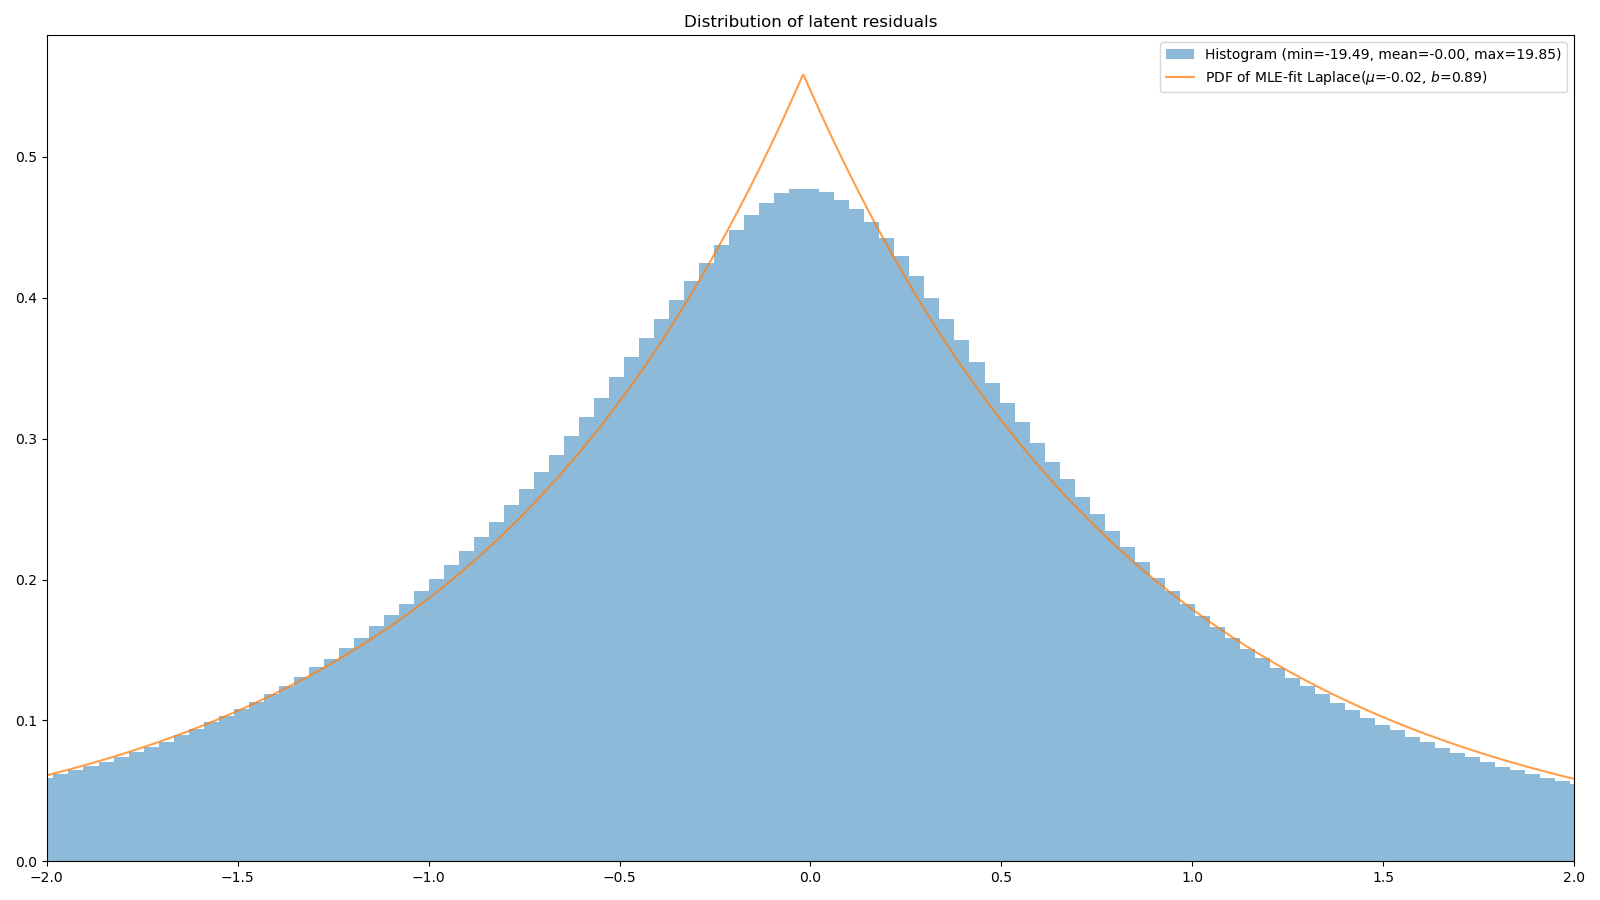 Distribution of latent residuals
Histogram (min=-19.49, mean=-0.00, max=19.85)
PDF of MLE-fit Laplace(μ=-0.02, b=0.89)
0.5
0.4
0.3
0.2
0.1
0.0
−2.0 −1.5 −1.0 −0.5 0.0 0.5 1.0 1.5 2.0